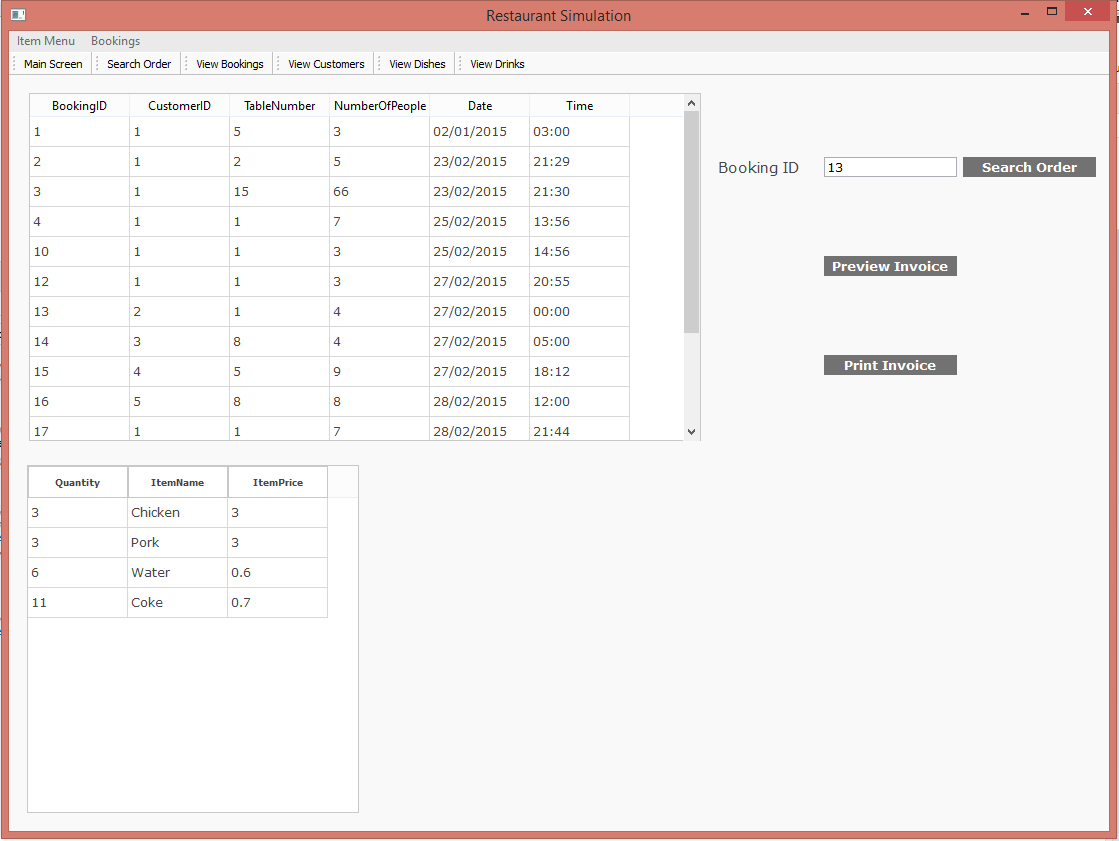 Restaurant Simulation
Item Menu Bookings
Main Screen Search Order View Bookings View Customers View Dishes View Drinks
BookingID CustomerID TableNumber NumberOfPeople Date Time
1 1 5 3 02/01/2015 03:00
2 1 2 5 23/02/2015 21:29
3 1 15 66 23/02/2015 21:30
4 1 1 7 25/02/2015 13:56
10 1 1 3 25/02/2015 14:56
12 1 1 3 27/02/2015 20:55
13 2 1 4 27/02/2015 00:00
14 3 8 4 27/02/2015 05:00
15 4 5 9 27/02/2015 18:12
16 5 8 8 28/02/2015 12:00
17 1 1 7 28/02/2015 21:44
Booking ID 13 Search Order
Preview Invoice
Print Invoice
Quantity ItemName ItemPrice
3 Chicken 3
3 Pork 3
6 Water 0.6
11 Coke 0.7